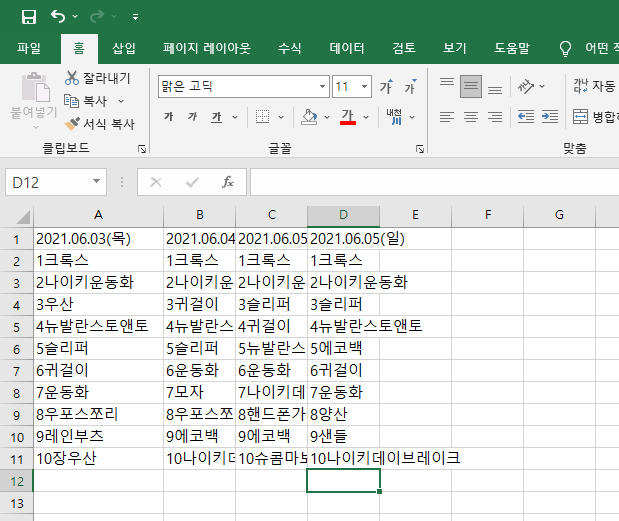 파일 홈 삽입 페이지 레이아웃 수식 데이터 검토 보기 도움말 어떤
잘라내기
붙여넣기 복사
서식 복사
맑은 고딕 11 가 가
가 가 가 가 내천
가나 자동
병합
클립보드 글꼴 맞춤
D12 fx
A B C D E F G
1 2021.06.03(목) 2021.06.04 2021.06.05 2021.06.05(일)
2 1크록스 1크록스 1크록스 1크록스
3 2나이키운동화 2나이키운 2나이키운 2나이키운동화
4 3우산 3귀걸이 3슬리퍼 3슬리퍼
5 4뉴발란스토앤토 4뉴발란스 4귀걸이 4뉴발란스토앤토
6 5슬리퍼 5슬리퍼 5뉴발란스 5에코백
7 6귀걸이 6운동화 6운동화 6귀걸이
8 7운동화 7모자 7나이키데 7운동화
9 8우포스쪼리 8우포스쪼 8핸드폰가 8양산
10 9레인부츠 9에코백 9에코백 9샌들
11 10장우산 10나이키데 10슈콤마보 10나이키데이브레이크
12
13